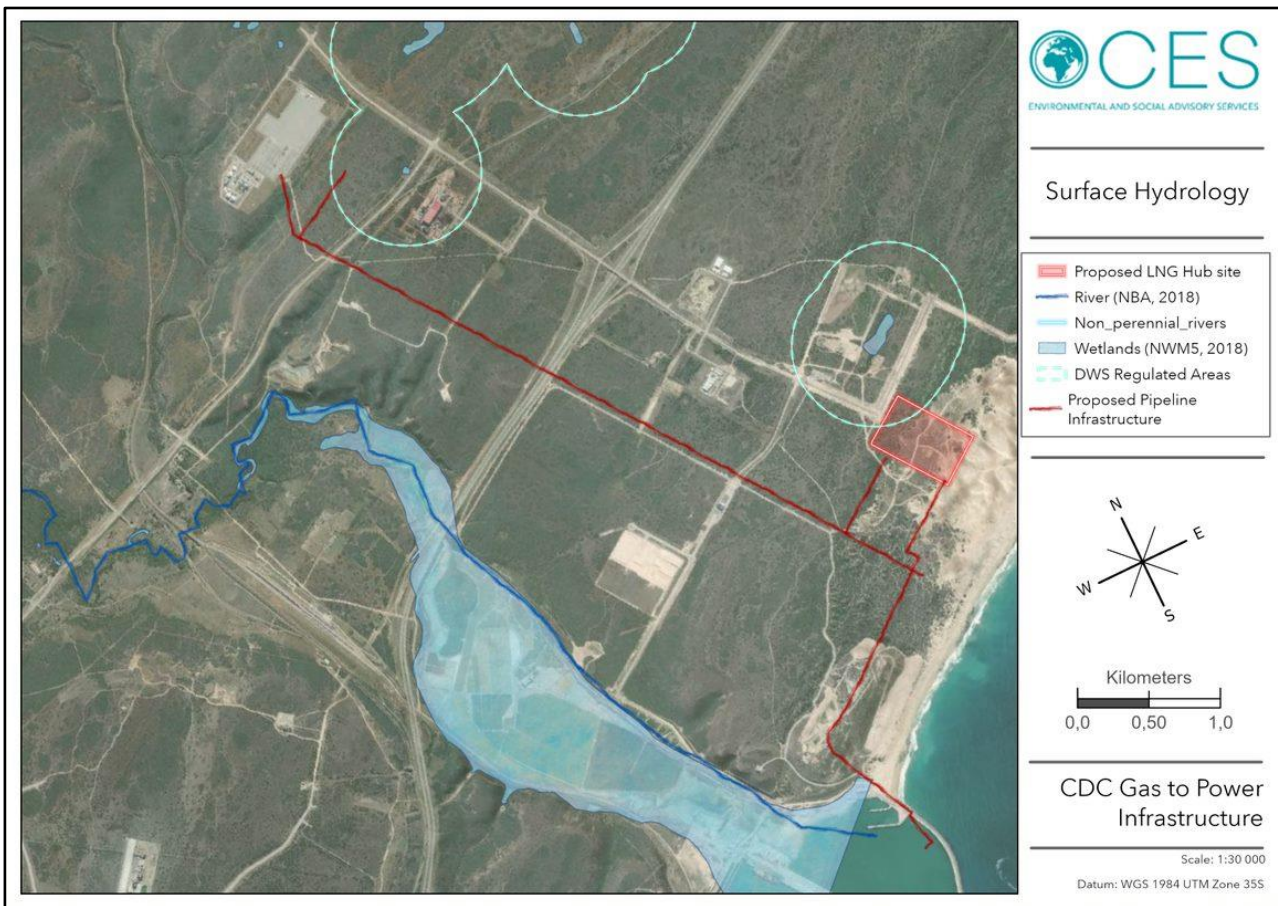 CES
ENVIRONMENTAL AND SOCIAL ADVISORY SERVICES
Surface Hydrology
Proposed LNG Hub site
River (NBA, 2018)
Non_perennial_rivers
Wetlands (NWM5, 2018)
DWS Regulated Areas
Proposed Pipeline
Infrastructure
N
E
W
S
Kilometers
0,0 0,50 1,0
CDC Gas to Power
Infrastructure
Scale: 1:30 000
Datum: WGS 1984 UTM Zone 35S